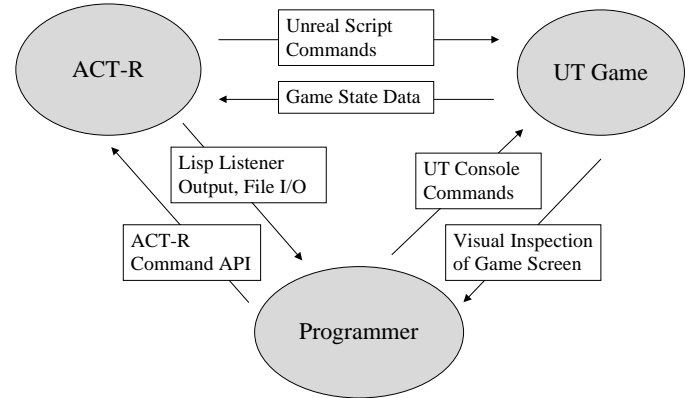 Unreal Script
Commands
ACT-R
UT Game
Game State Data
Lisp Listener
Output, File I/O
UT Console
Commands
ACT-R
Command API
Visual Inspection
of Game Screen
Programmer